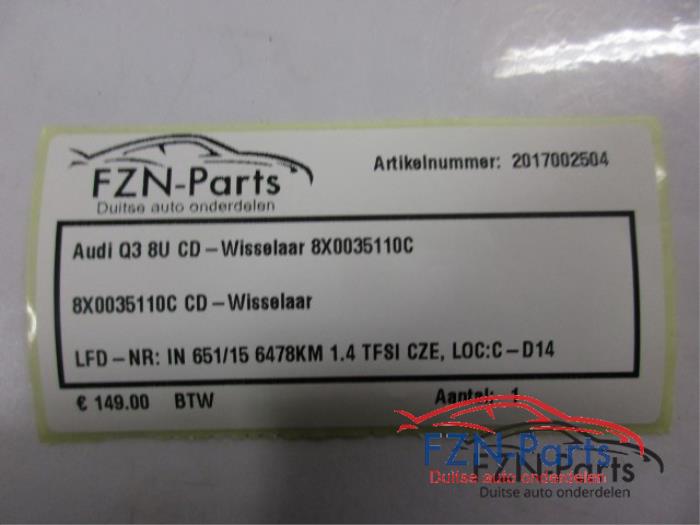 FZN-Parts
Duitse auto onderdelen
Artikelnummer: 2017002504
Audi Q3 8U CD-Wisselaar 8X0035110C
8X0035110C CD-Wisselaar
LFD-NR: IN 651/15 6478KM 1.4 TFSI CZE, LOC:C-D14
€ 149.00 BTW
Aantal: 1
FZN-Parts
Duitse auto onderdelen
FZN-Parts
Duitse auto onderdelen